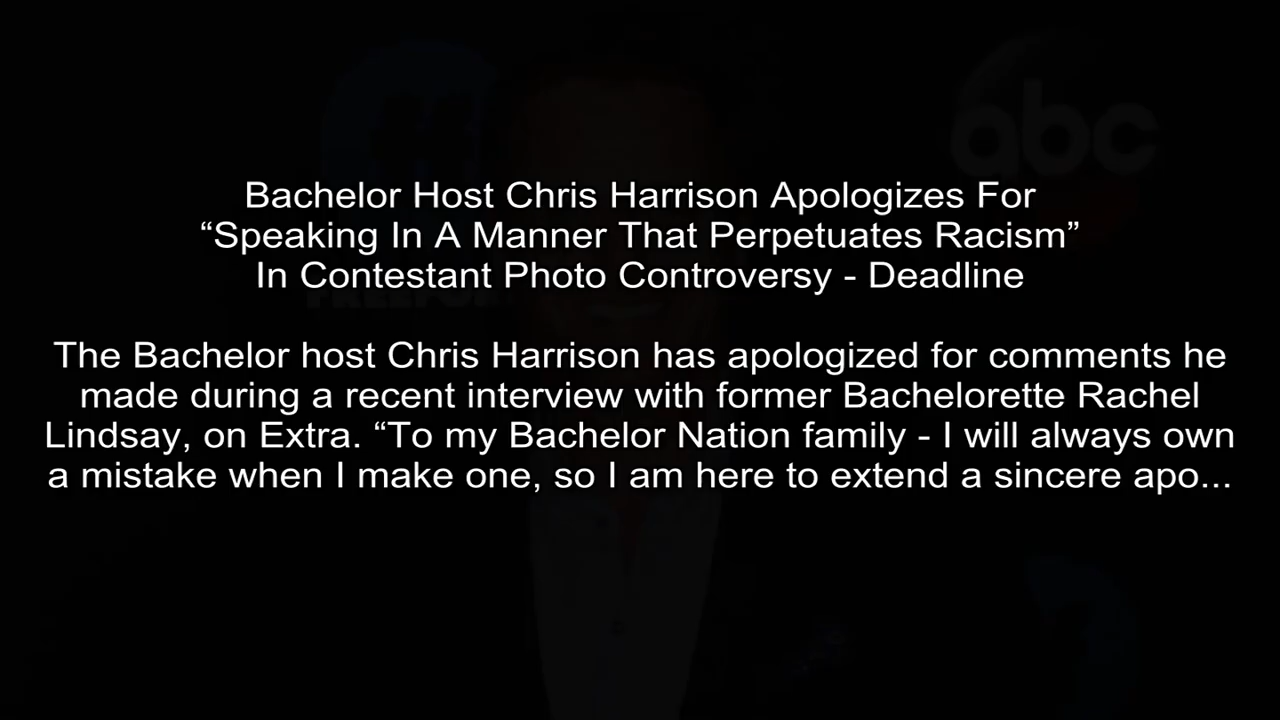 Bachelor Host Chris Harrison Apologizes For
“Speaking In A Manner That Perpetuates Racism”
In Contestant Photo Controversy - Deadline
The Bachelor host Chris Harrison has apologized for comments he
made during a recent interview with former Bachelorette Rachel
Lindsay, on Extra. “To my Bachelor Nation family - I will always own
a mistake when I make one, so I am here to extend a sincere apo...
abc